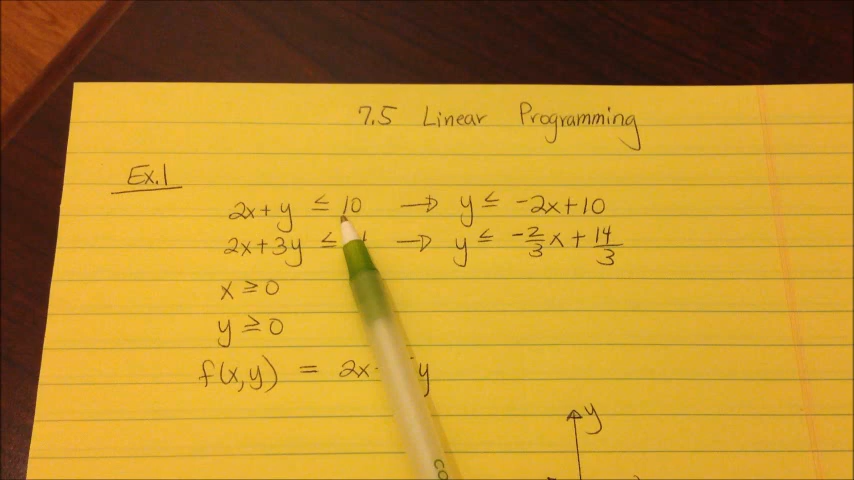 7.5 Linear Programming
Ex.1
2x+y ≤ 10 → y ≤ -2x+10
2x+3y ≤ → y ≤ -2/3 x + 14/3
x ≥ 0
y ≥ 0
f(x,y) = 2x y
y